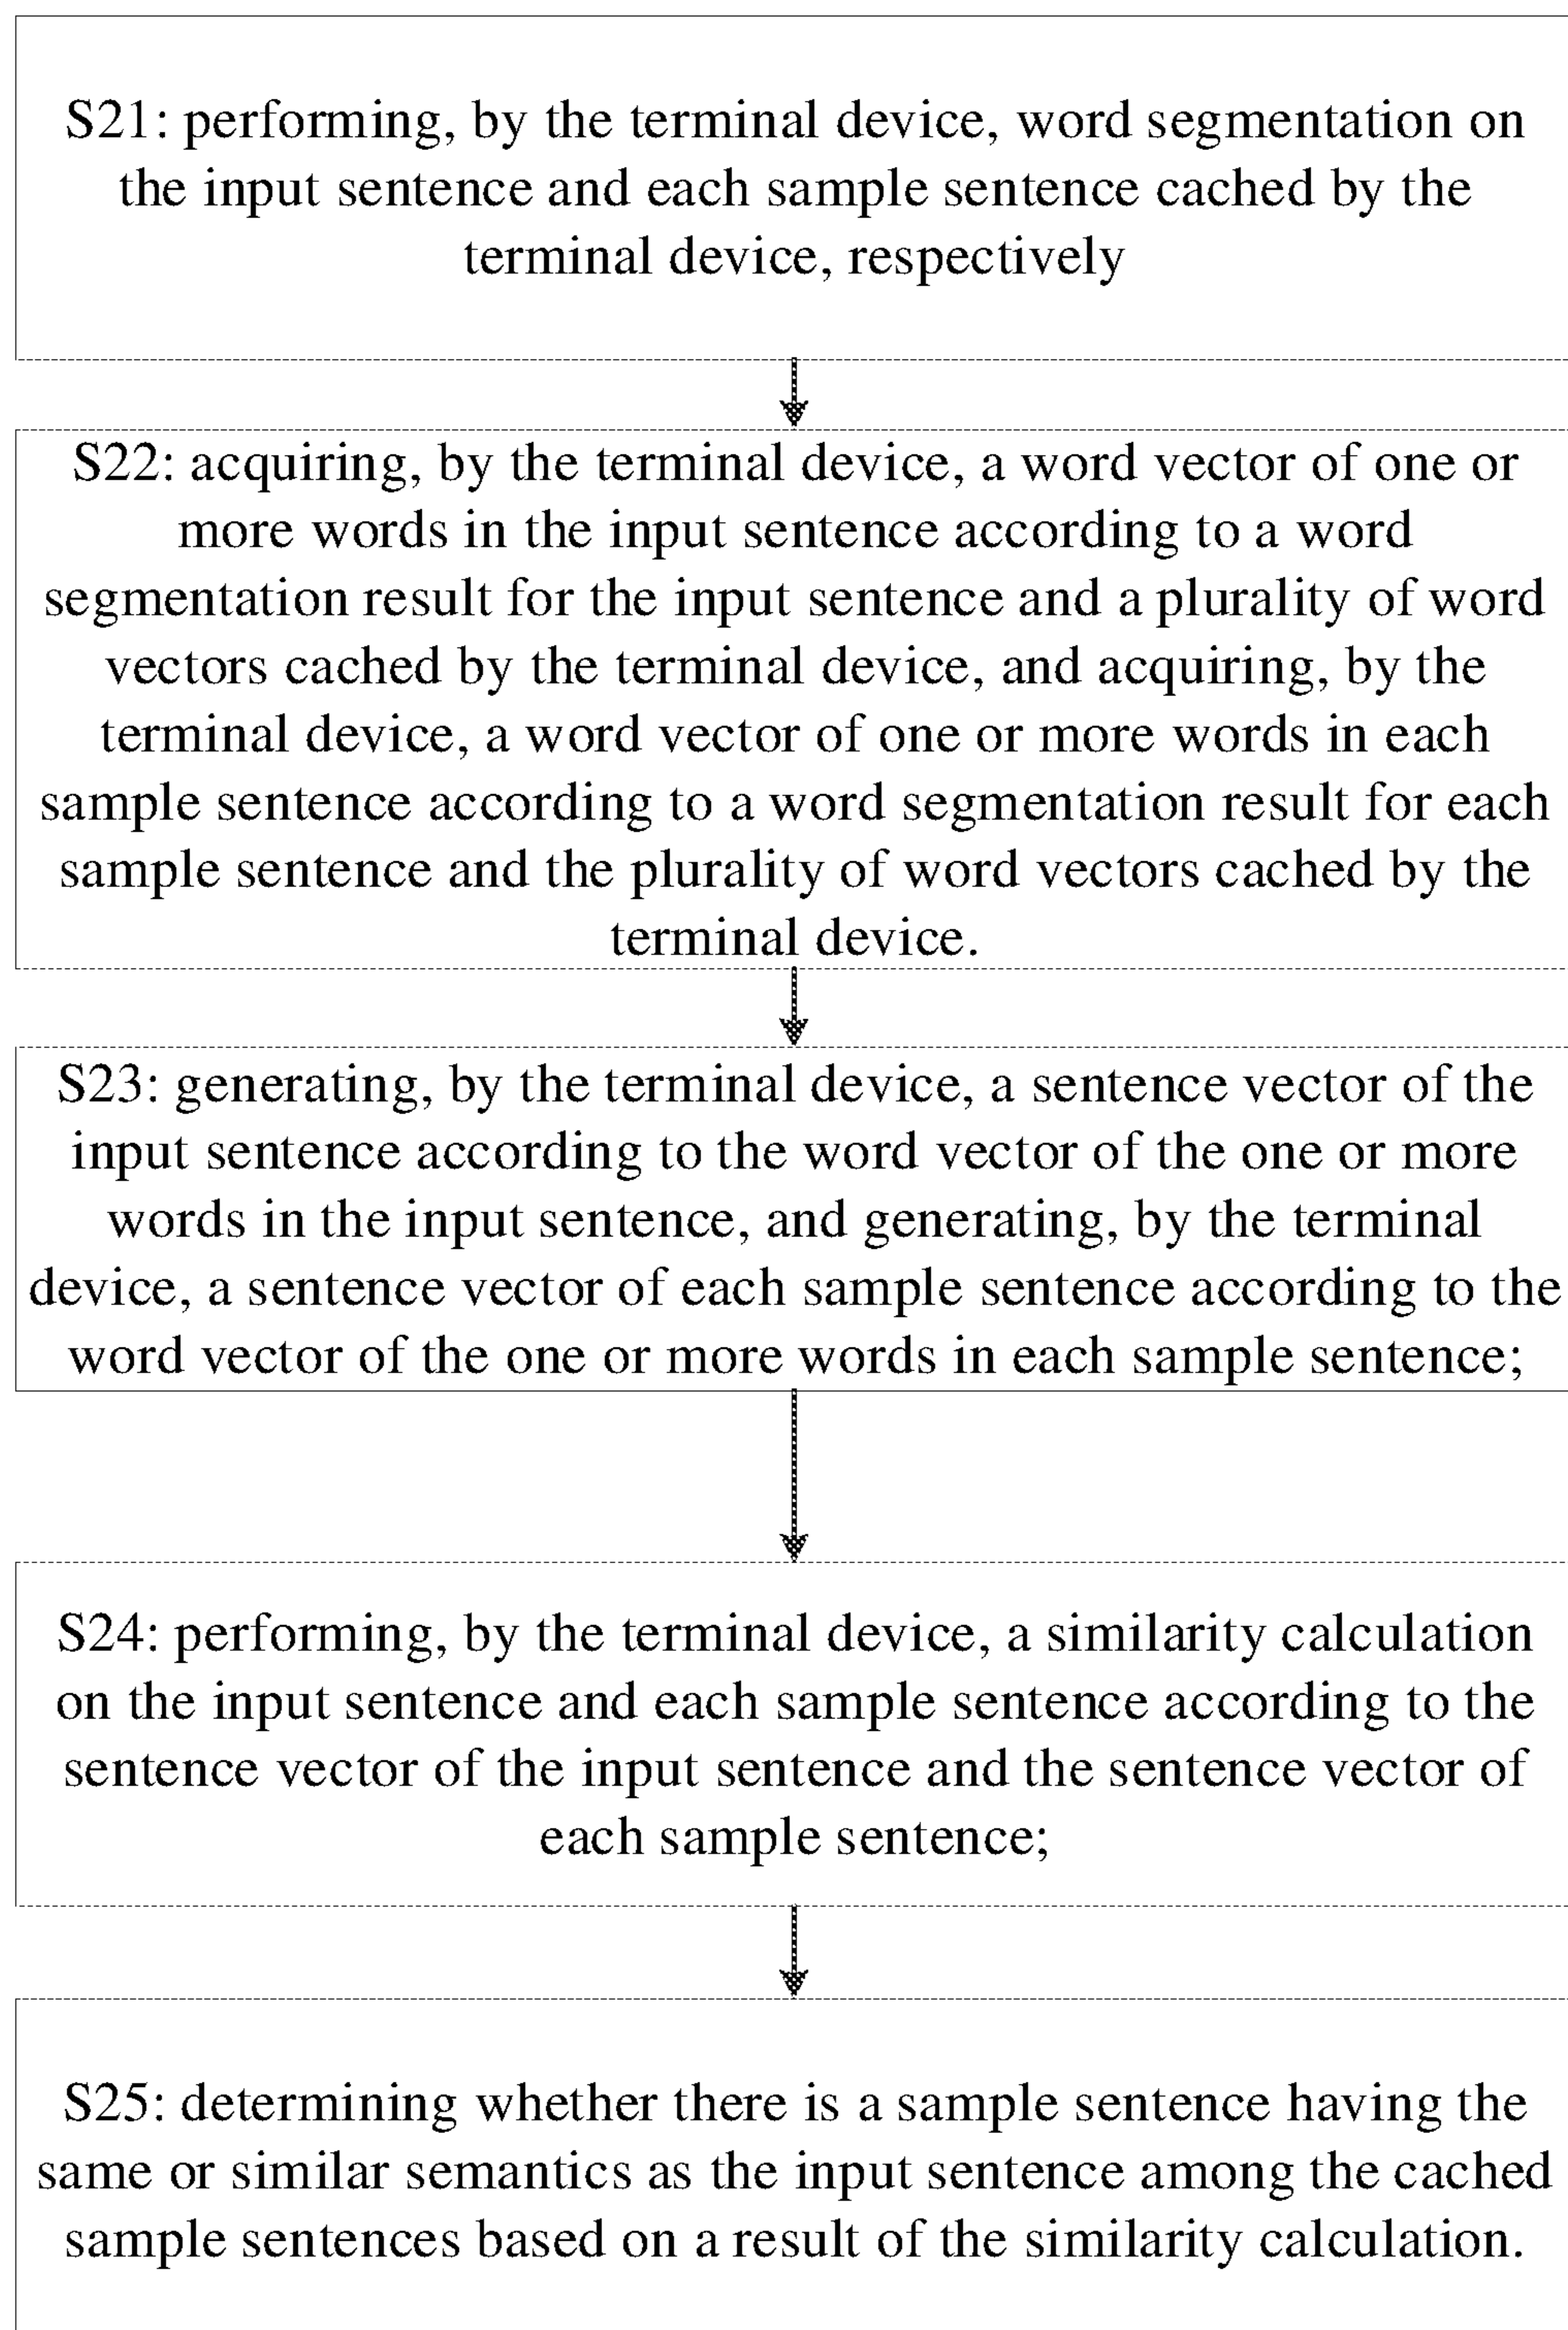 S21: performing, by the terminal device, word segmentation on
the input sentence and each sample sentence cached by the
terminal device, respectively
S22: acquiring, by the terminal device, a word vector of one or
more words in the input sentence according to a word
segmentation result for the input sentence and a plurality of word
vectors cached by the terminal device, and acquiring, by the
terminal device, a word vector of one or more words in each
sample sentence according to a word segmentation result for each
sample sentence and the plurality of word vectors cached by the
terminal device.
S23: generating, by the terminal device, a sentence vector of the
input sentence according to the word vector of the one or more
words in the input sentence, and generating, by the terminal
device, a sentence vector of each sample sentence according to the
word vector of the one or more words in each sample sentence;
S24: performing, by the terminal device, a similarity calculation
on the input sentence and each sample sentence according to the
sentence vector of the input sentence and the sentence vector of
each sample sentence;
S25: determining whether there is a sample sentence having the
same or similar semantics as the input sentence among the cached
sample sentences based on a result of the similarity calculation.